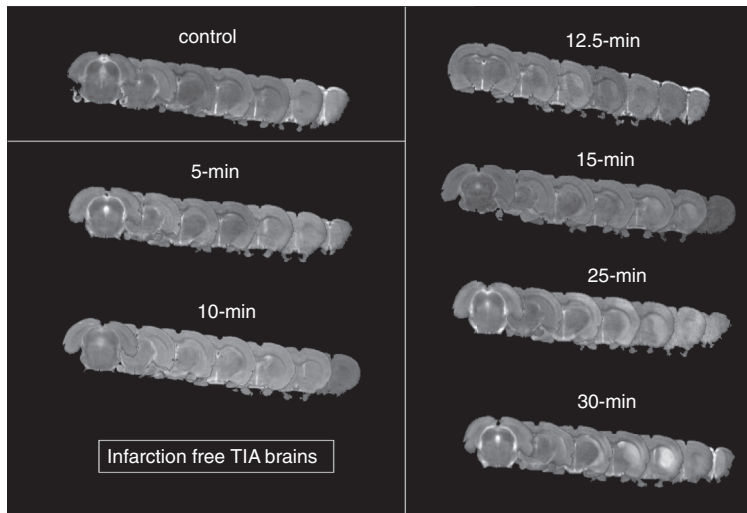 control
5-min
10-min
Infarction free TIA brains
12.5-min
15-min
25-min
30-min